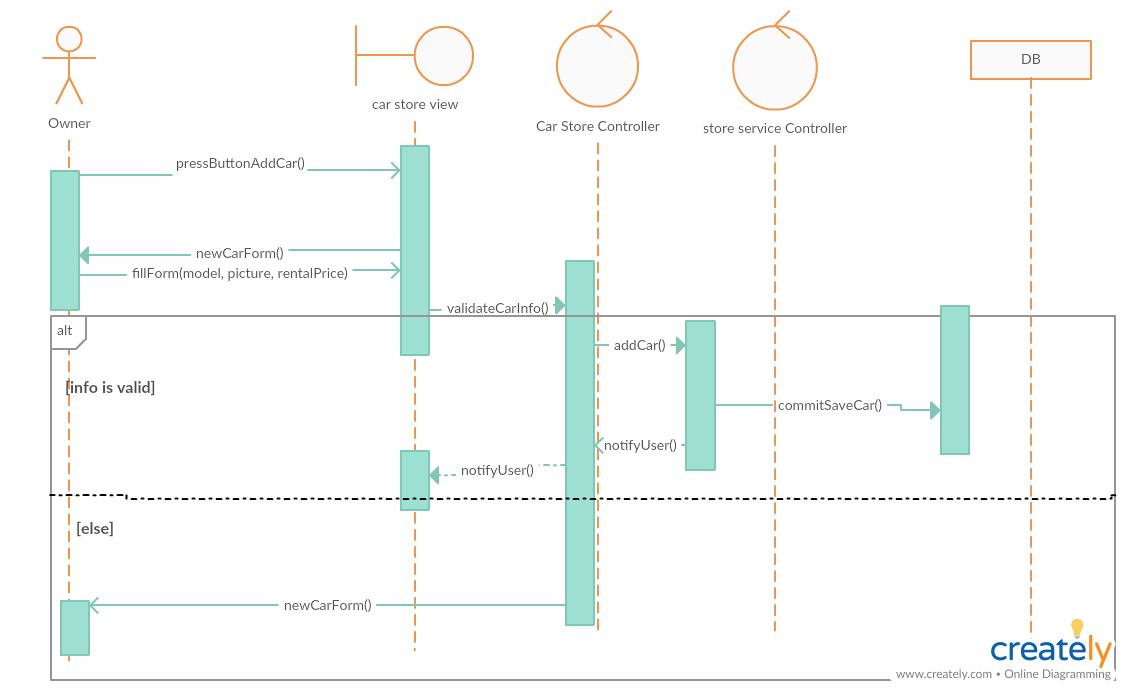 DB
car store view
Owner
Car Store Controller
store service Controller
pressButtonAddCar()
newCarForm()
fillForm(model, picture, rentalPrice)
validateCarInfo()
alt
addCar()
[info is valid]
commitSaveCar()
notifyUser()
notifyUser()
[else]
newCarForm()
creately
www.creately.com • Online Diagramming